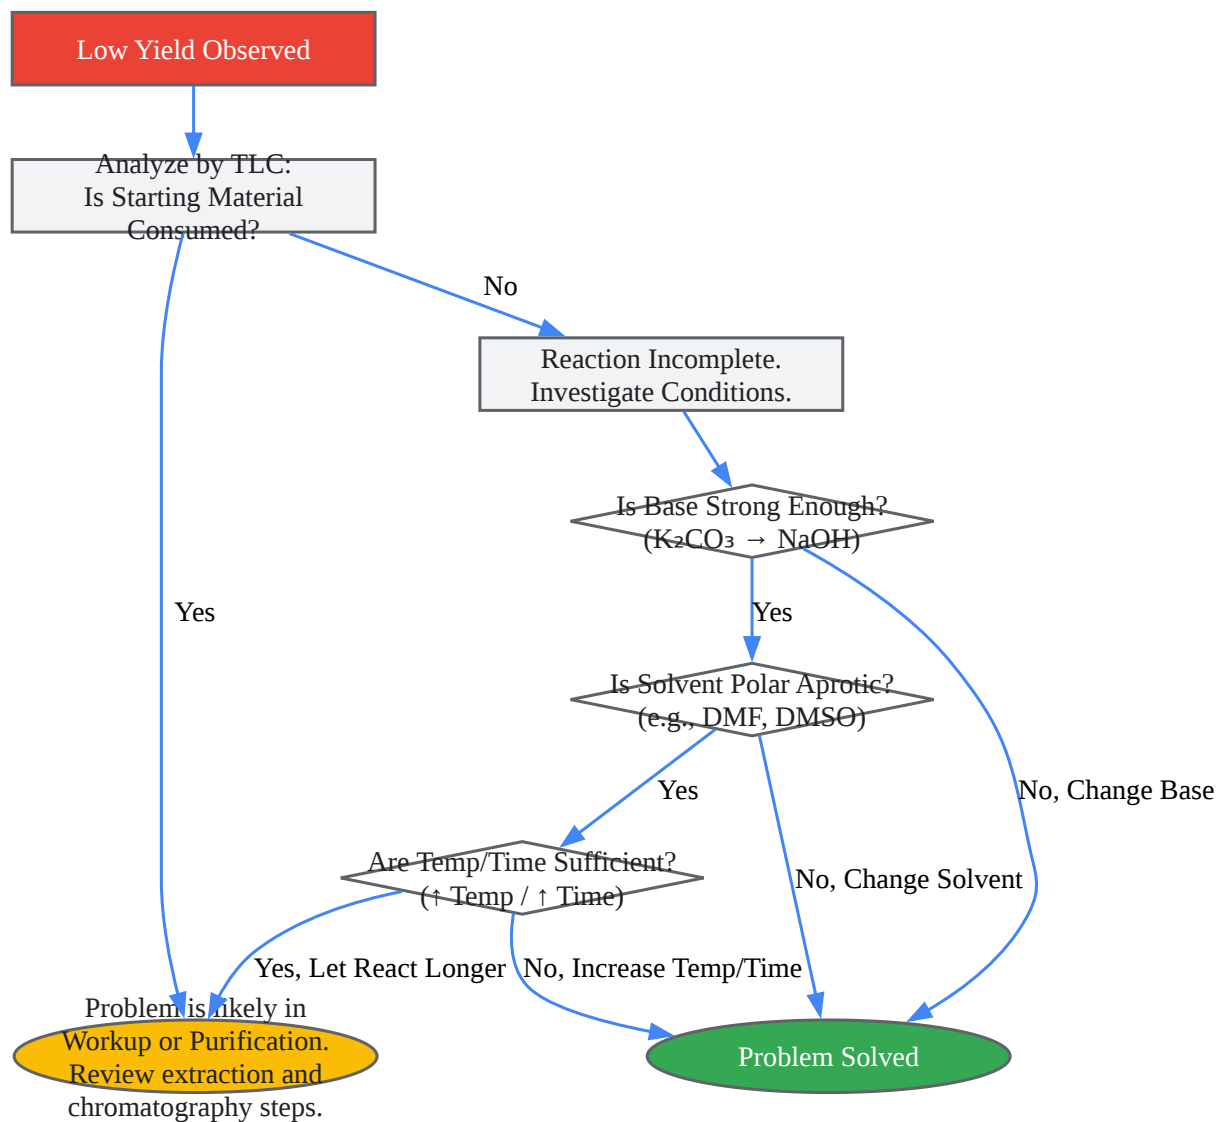 Low Yield Observed
Analyze by TLC:
Is Starting Material
Consumed?
No
Reaction Incomplete.
Investigate Conditions.
Is Base Strong Enough?
(K₂CO₃ → NaOH)
Yes
Yes
Is Solvent Polar Aprotic?
(e.g., DMF, DMSO)
Yes
No, Change Base
Are Temp/Time Sufficient?
(↑ Temp / ↑ Time)
No, Change Solvent
Yes, Let React Longer
No, Increase Temp/Time
Problem is likely in
Workup or Purification.
Review extraction and
chromatography steps.
Problem Solved